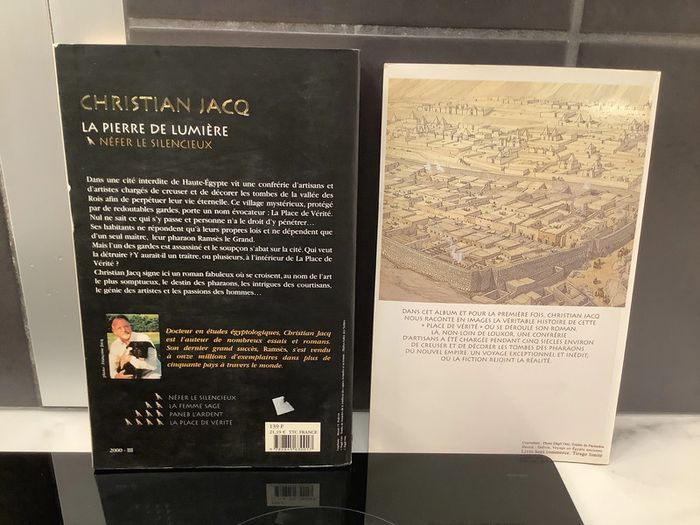 CHRISTIAN JACQ
LA PIERRE DE LUMIÈRE
NÉFER LE SILENCIEUX
Dans une cité interdite de Haute-Égypte vit une confrérie d'artisans et
d'artistes chargés de creuser et de décorer les tombes de la vallée des
Rois afin de perpétuer leur vie éternelle. Ce village mystérieux, protégé
par de redoutables gardes, porte un nom évocateur : La Place de Vérité.
Nul ne sait ce qui s'y passe et personne n'a le droit d'y pénétrer...
Ses habitants ne répondent qu'à leurs propres lois et ne dépendent que
d'un seul maître, leur pharaon Ramsès le Grand.
Mais l'un des gardes est assassiné et le soupçon s'abat sur la cité. Qui veut
la détruire ? Y aurait-il un traître, ou plusieurs, à l'intérieur de La Place de
Vérité ?
Christian Jacq signe ici un roman fabuleux où se croisent, au nom de l'art
le plus somptueux, le destin des pharaons, les intrigues des courtisans,
le génie des artistes et les passions des hommes...
Docteur en études égyptologiques, Christian Jacq
est l'auteur de nombreux essais et romans.
Son dernier grand succès, Ramsès, s'est vendu
à onze millions d'exemplaires dans plus de
cinquante pays à travers le monde.
NÉFER LE SILENCIEUX
LA FEMME SAGE
PANEB L'ARDENT
LA PLACE DE VÉRITÉ
2000 - III
139 F
21,19 € TTC FRANCE
DANS CET ALBUM ET POUR LA PREMIÈRE FOIS, CHRISTIAN JACQ
NOUS RACONTE EN IMAGES LA VÉRITABLE HISTOIRE DE CETTE
« PLACE DE VÉRITÉ » OÙ SE DÉROULE SON ROMAN.
LÀ, NON LOIN DE LOUXOR, UNE CONFRÉRIE
D'ARTISANS A ÉTÉ CHARGÉE PENDANT CINQ SIÈCLES ENVIRON
DE CREUSER ET DE DÉCORER LES TOMBES DES PHARAONS
DU NOUVEL EMPIRE. UN VOYAGE EXCEPTIONNEL ET INÉDIT,
OÙ LA FICTION REJOINT LA RÉALITÉ.
Livre hors commerce. Tirage limité